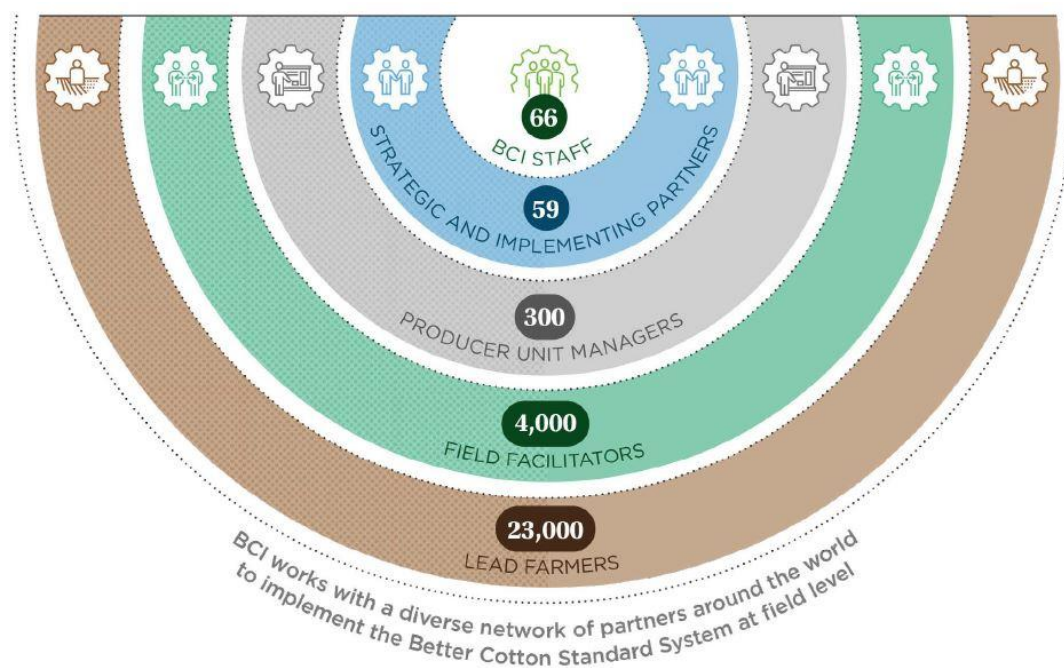 66
BCI STAFF
59
STRATEGIC AND IMPLEMENTING PARTNERS
300
PRODUCER UNIT MANAGERS
4,000
FIELD FACILITATORS
23,000
LEAD FARMERS
BCI works with a diverse network of partners around the world
to implement the Better Cotton Standard System at field level